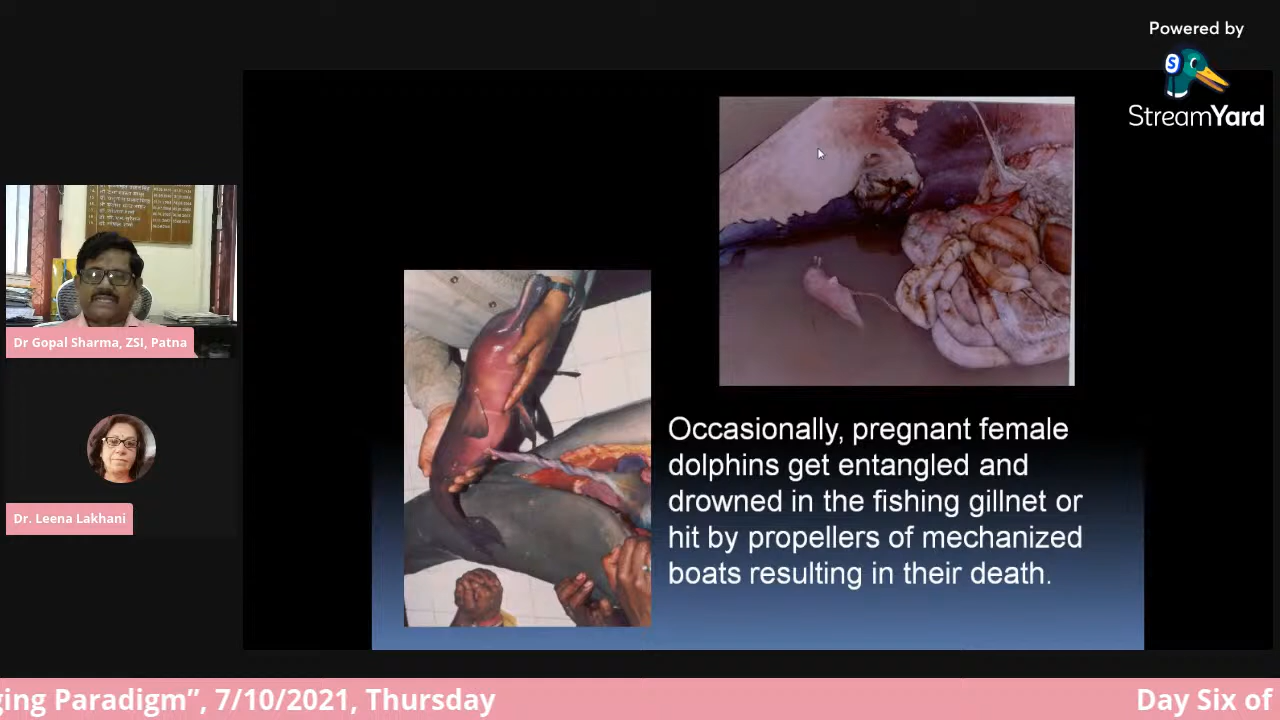 Powered by
StreamYard
Dr Gopal Sharma, ZSI, Patna
Dr. Leena Lakhani
Occasionally, pregnant female
dolphins get entangled and
drowned in the fishing gillnet or
hit by propellers of mechanized
boats resulting in their death.
ging Paradigm”, 7/10/2021, Thursday
Day Six of